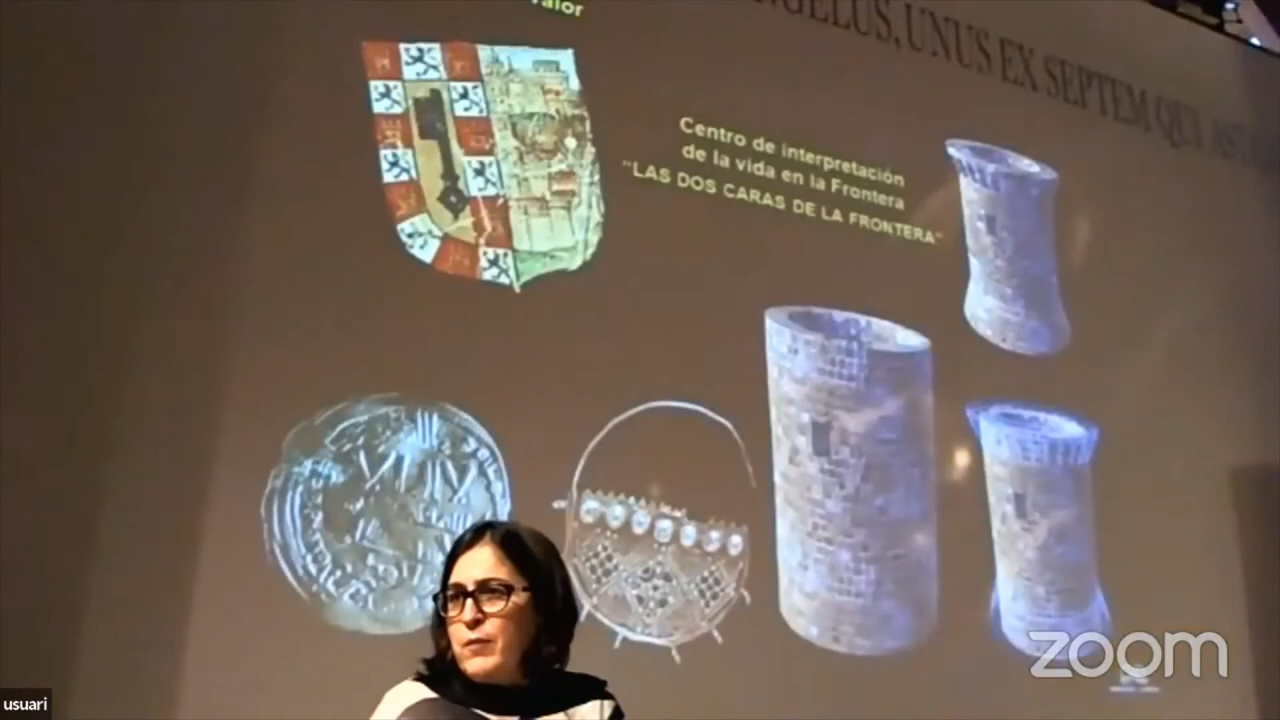 valor
NGELUS, UNUS EX SEPTEM QUI AST
Centro de interpretación
de la vida en la Frontera
"LAS DOS CARAS DE LA FRONTERA"
zoom
usuari